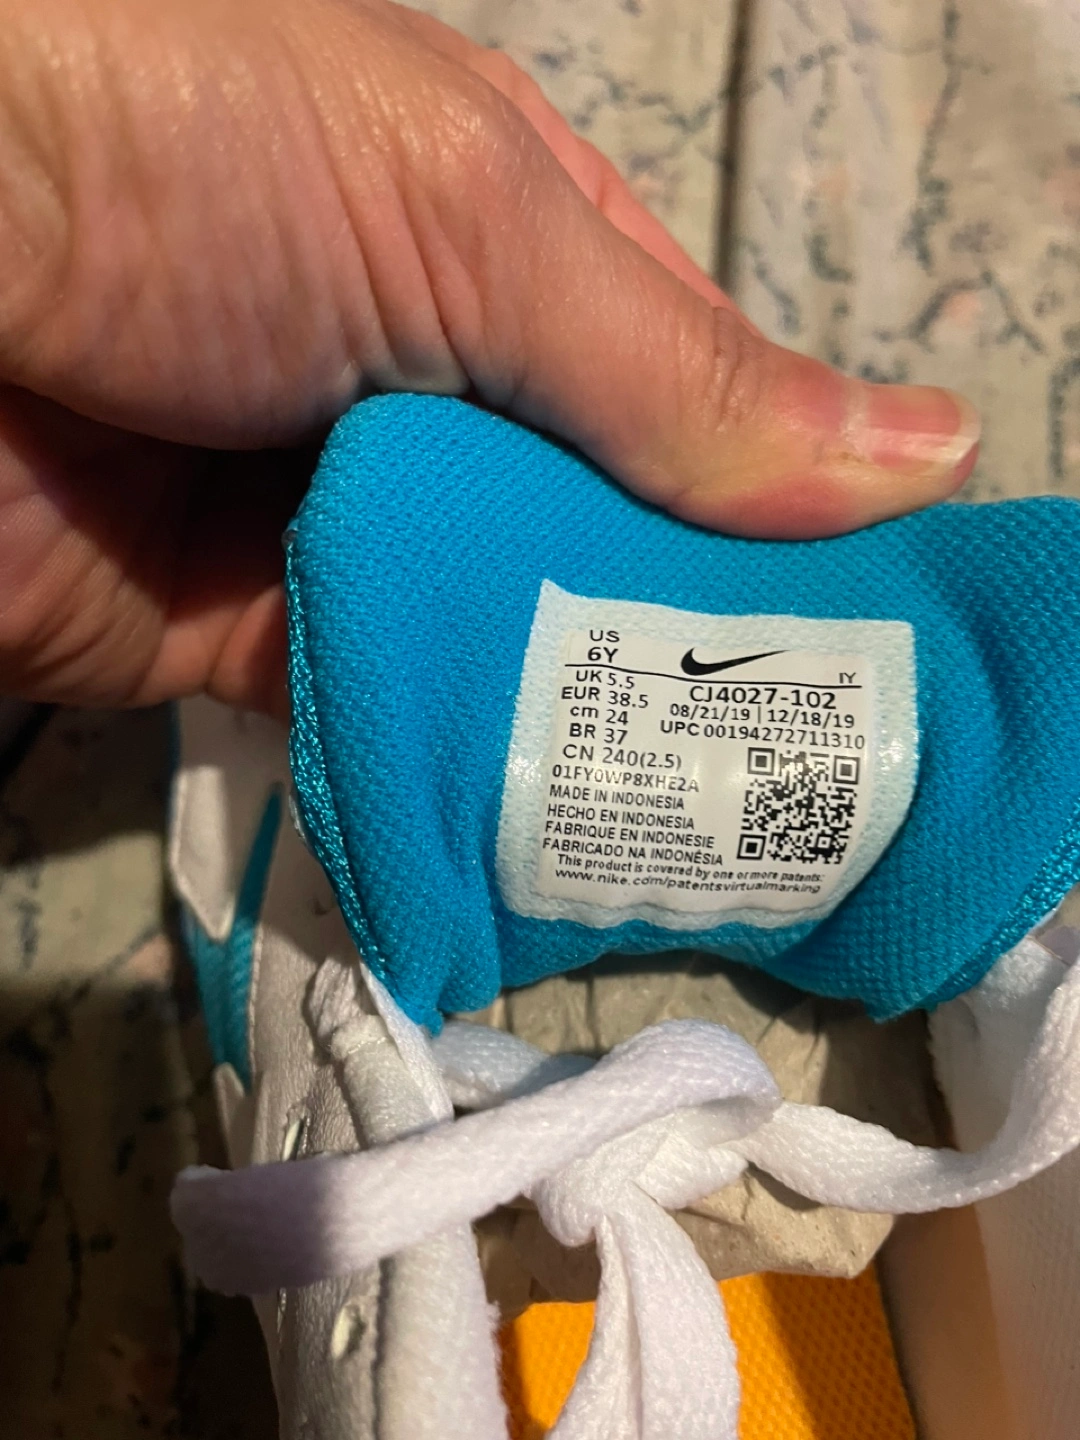 US
6Y
IY
UK 5.5
EUR 38.5
cm 24
BR 37
CN 240(2.5)
CJ4027-102
08/21/19 | 12/18/19
UPC 00194272711310
01FY0WP8XHE2A
MADE IN INDONESIA
HECHO EN INDONESIA
FABRIQUE EN INDONESIE
FABRICADO NA INDONÉSIA
This product is covered by one or more patents:
www.nike.com/patentsvirtualmarking